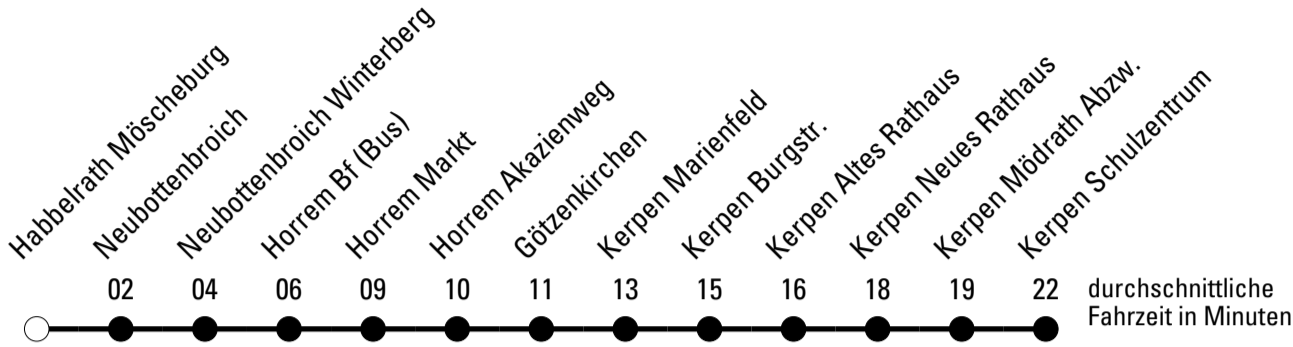 Habbelrath Möscheburg
Neubottenbroich
Neubottenbroich Winterberg
Horrem Bf (Bus)
Horrem Markt
Horrem Akazienweg
Götzenkirchen
Kerpen Marienfeld
Kerpen Burgstr.
Kerpen Altes Rathaus
Kerpen Neues Rathaus
Kerpen Mödrath Abzw.
Kerpen Schulzentrum
02 04 06 09 10 11 13 15 16 18 19 22
durchschnittliche
Fahrzeit in Minuten